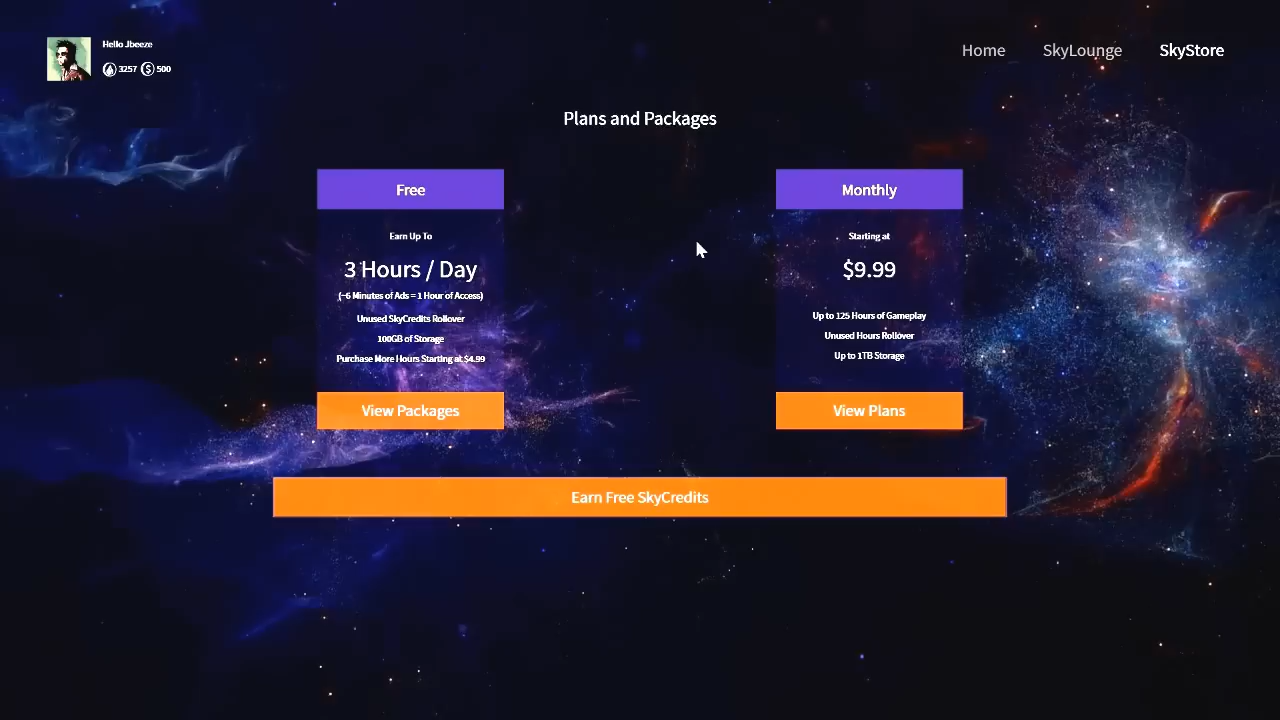 Hello Jbeeze
3257 500
Home SkyLounge SkyStore
Plans and Packages
Free
Earn Up To
3 Hours / Day
(~6 Minutes of Ads = 1 Hour of Access)
Unused SkyCredits Rollover
100GB of Storage
Purchase More Hours Starting at $4.99
View Packages
Monthly
Starting at
$9.99
Up to 125 Hours of Gameplay
Unused Hours Rollover
Up to 1TB Storage
View Plans
Earn Free SkyCredits